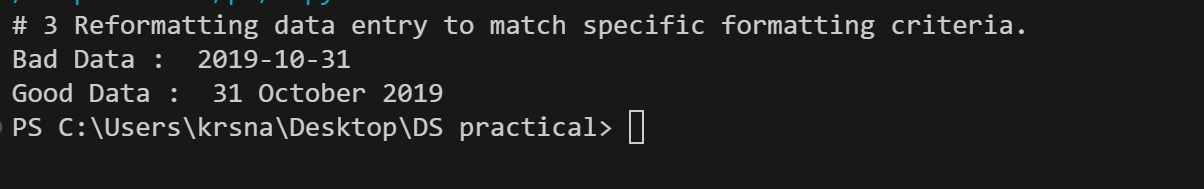 # 3 Reformatting data entry to match specific formatting criteria.
Bad Data :  2019-10-31
Good Data :  31 October 2019
PS C:\Users\krsna\Desktop\DS practical>